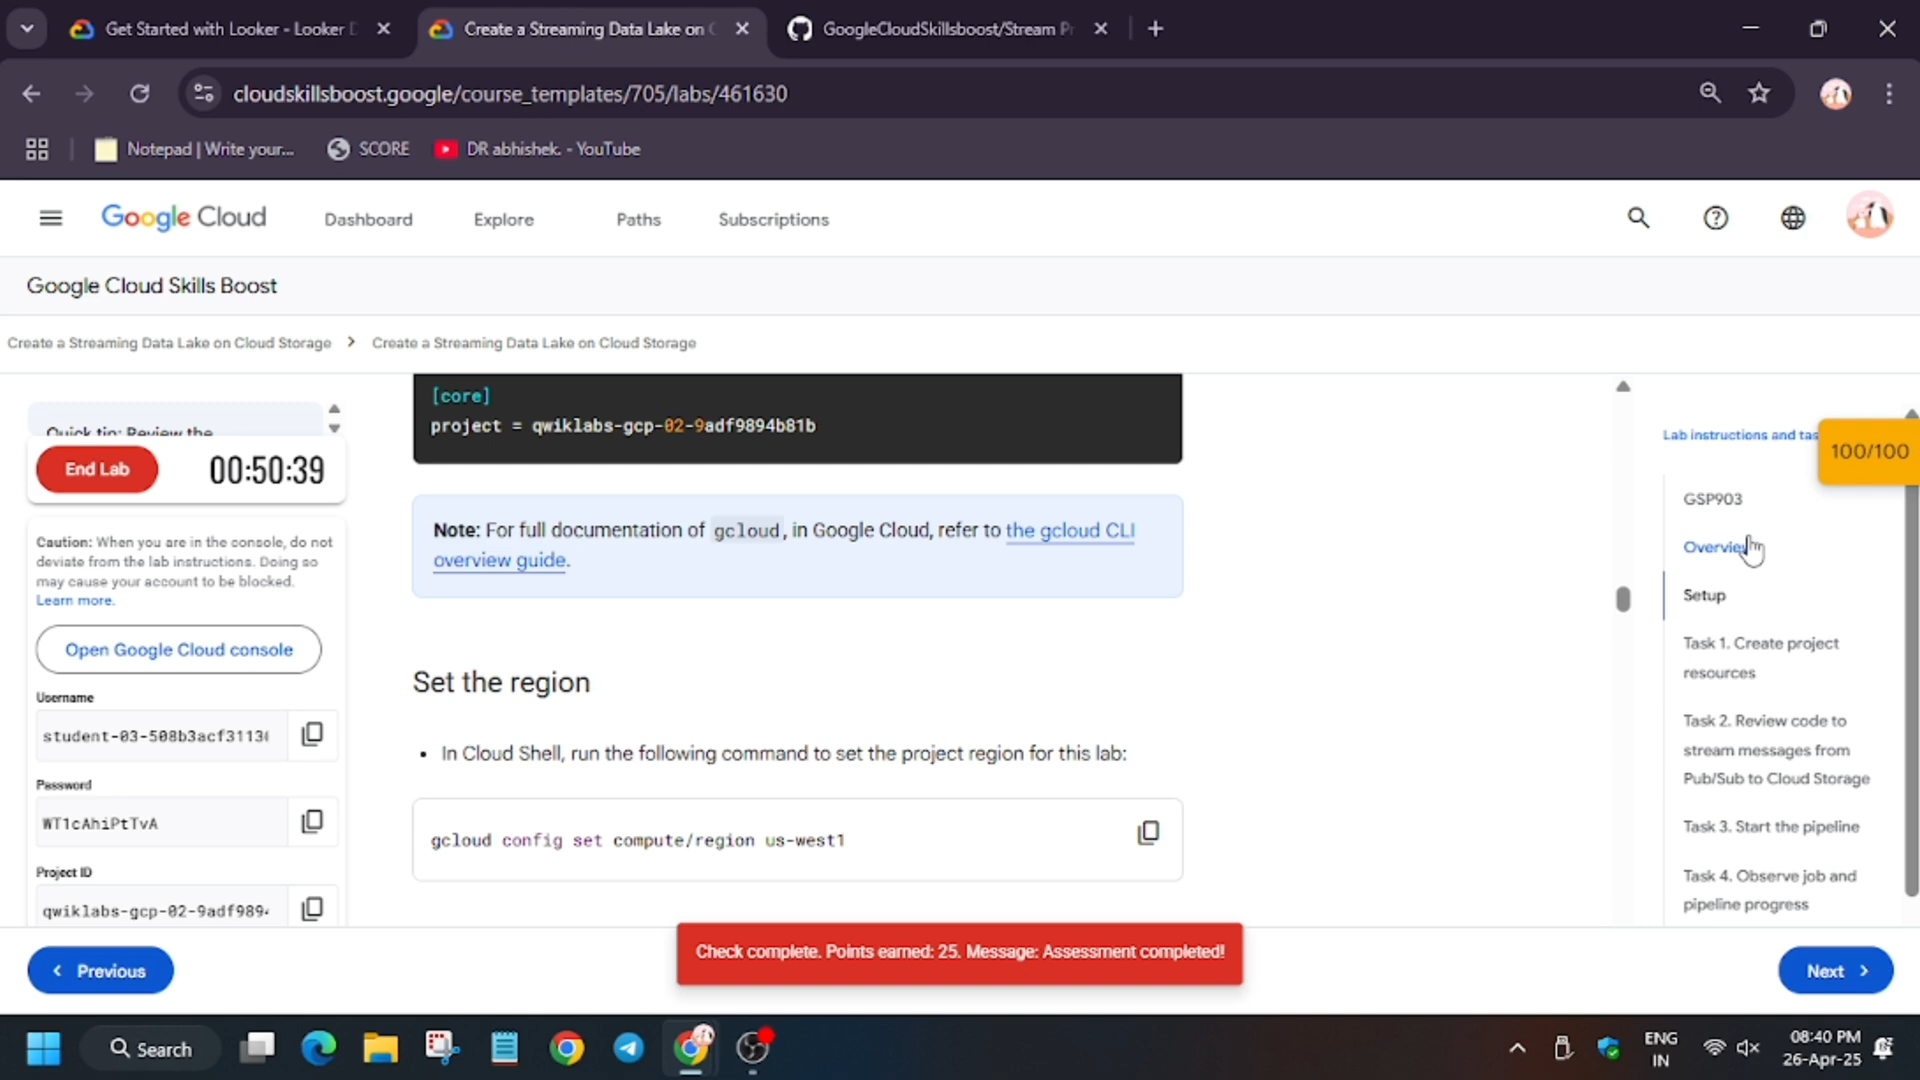 Get Started with Looker - Looker
Create a Streaming Data Lake on
GoogleCloudSkillsboost/Stream
cloudskillsboost.google/course_templates/705/labs/461630
Notepad | Write your...
SCORE
DR abhishek. - YouTube
Google Cloud
Dashboard
Explore
Paths
Subscriptions
Google Cloud Skills Boost
Create a Streaming Data Lake on Cloud Storage > Create a Streaming Data Lake on Cloud Storage
Quick tip: Review the
End Lab
00:50:39
Caution: When you are in the console, do not
deviate from the lab instructions. Doing so
may cause your account to be blocked.
Learn more.
Open Google Cloud console
Username
student-03-508b3acf3113
Password
WT1cAhiPtTvA
Project ID
qwiklabs-gcp-02-9adf989
[core]
project = qwiklabs-gcp-02-9adf9894b81b
Note: For full documentation of gcloud, in Google Cloud, refer to the gcloud CLI
overview guide.
Set the region
• In Cloud Shell, run the following command to set the project region for this lab:
gcloud config set compute/region us-west1
Lab instructions and
100/100
GSP903
Overview
Setup
Task 1. Create project
resources
Task 2. Review code to
stream messages from
Pub/Sub to Cloud Storage
Task 3. Start the pipeline
Task 4. Observe job and
pipeline progress
< Previous
Check complete. Points earned: 25. Message: Assessment completed!
Next >
Search
ENG
IN
08:40 PM
26-Apr-25